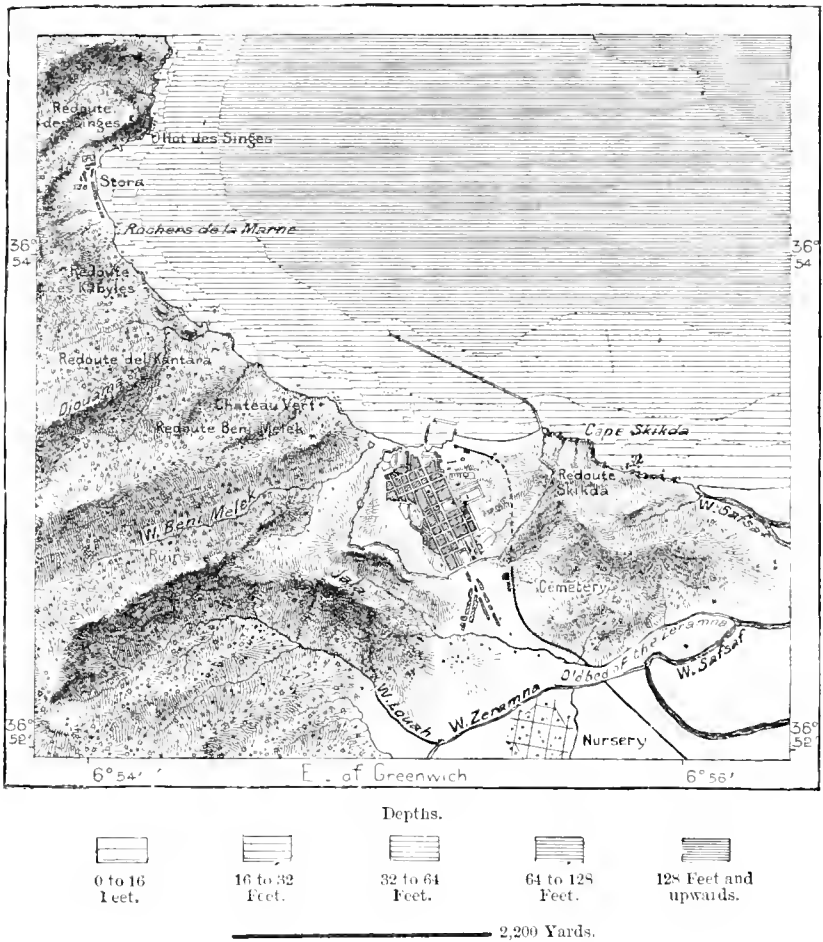 Redoute
des Singes
Ilot des Singes
Stora
Rochers de la Marne
36°
54
36°
54
Redoute
des Kabyles
Redoute del Kantara
Djouama
Chateau Vert
Redoute Beni Melek
Cape Skikda
Redoute
Skikda
W. Safsaf
W. Beni Melek
Ruin
Cemetery
Old bed of the Zeramna
W. Safsaf
W. Louah
W. Zeramna
Nursery
36°
52'
36°
52'
6°54'
E. of Greenwich
6°56'
Depths.
0 to 16
Feet.
16 to 32
Feet.
32 to 64
Feet.
64 to 128
Feet.
128 Feet and
upwards.
2,200 Yards.